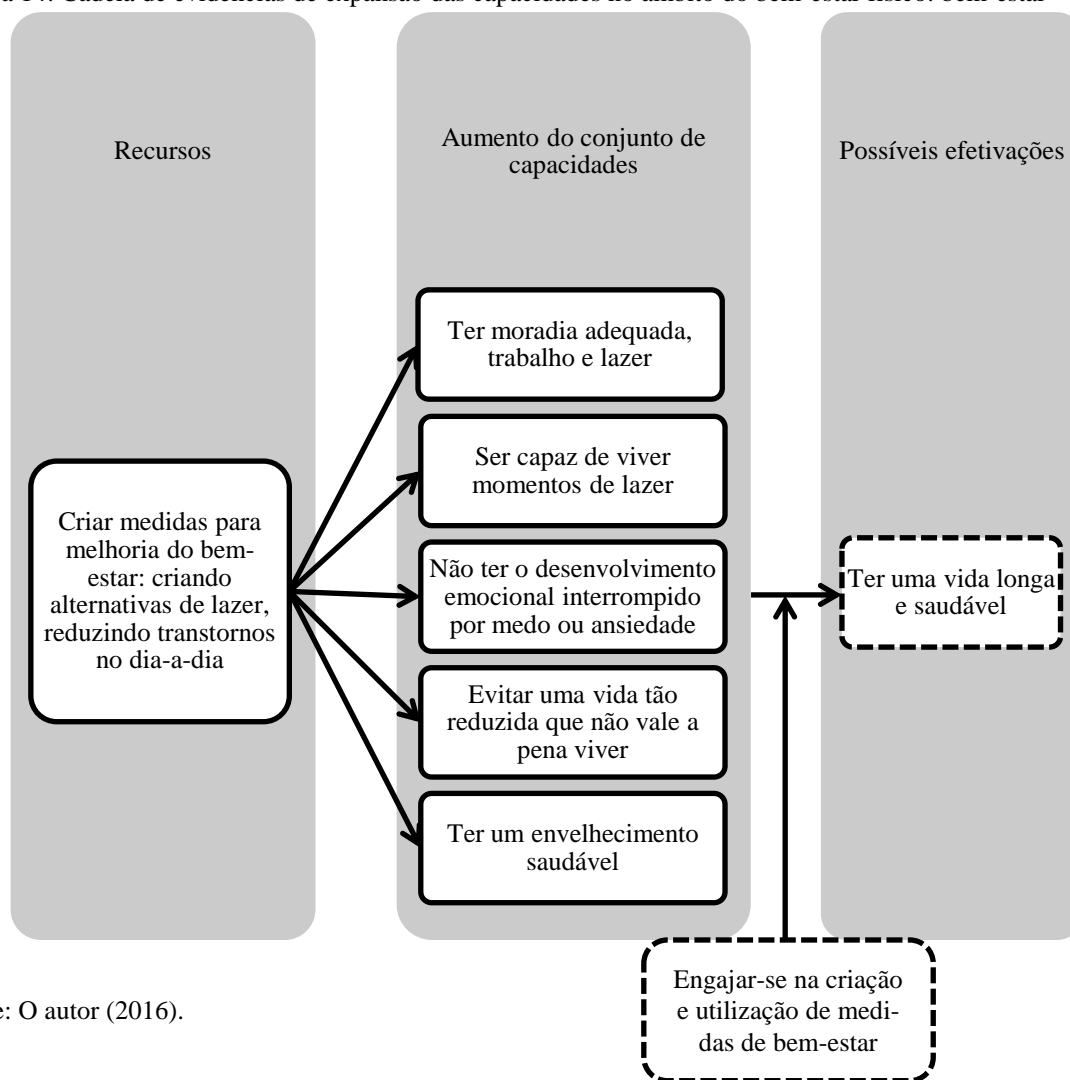 a 14: Cadeia de evidências de expansão das capacidades no âmbito do bem-estar físico: bem-estar
Recursos
Aumento do conjunto de
capacidades
Possíveis efetivações
Ter moradia adequada,
trabalho e lazer
Ser capaz de viver
momentos de lazer
Criar medidas para
melhoria do bem-
estar: criando
alternativas de lazer,
reduzindo transtornos
no dia-a-dia
Não ter o desenvolvimento
emocional interrompido
por medo ou ansiedade
Ter uma vida longa
e saudável
Evitar uma vida tão
reduzida que não vale a
pena viver
Ter um envelhecimento
saudável
Engajar-se na criação
e utilização de medi-
das de bem-estar
e: O autor (2016).